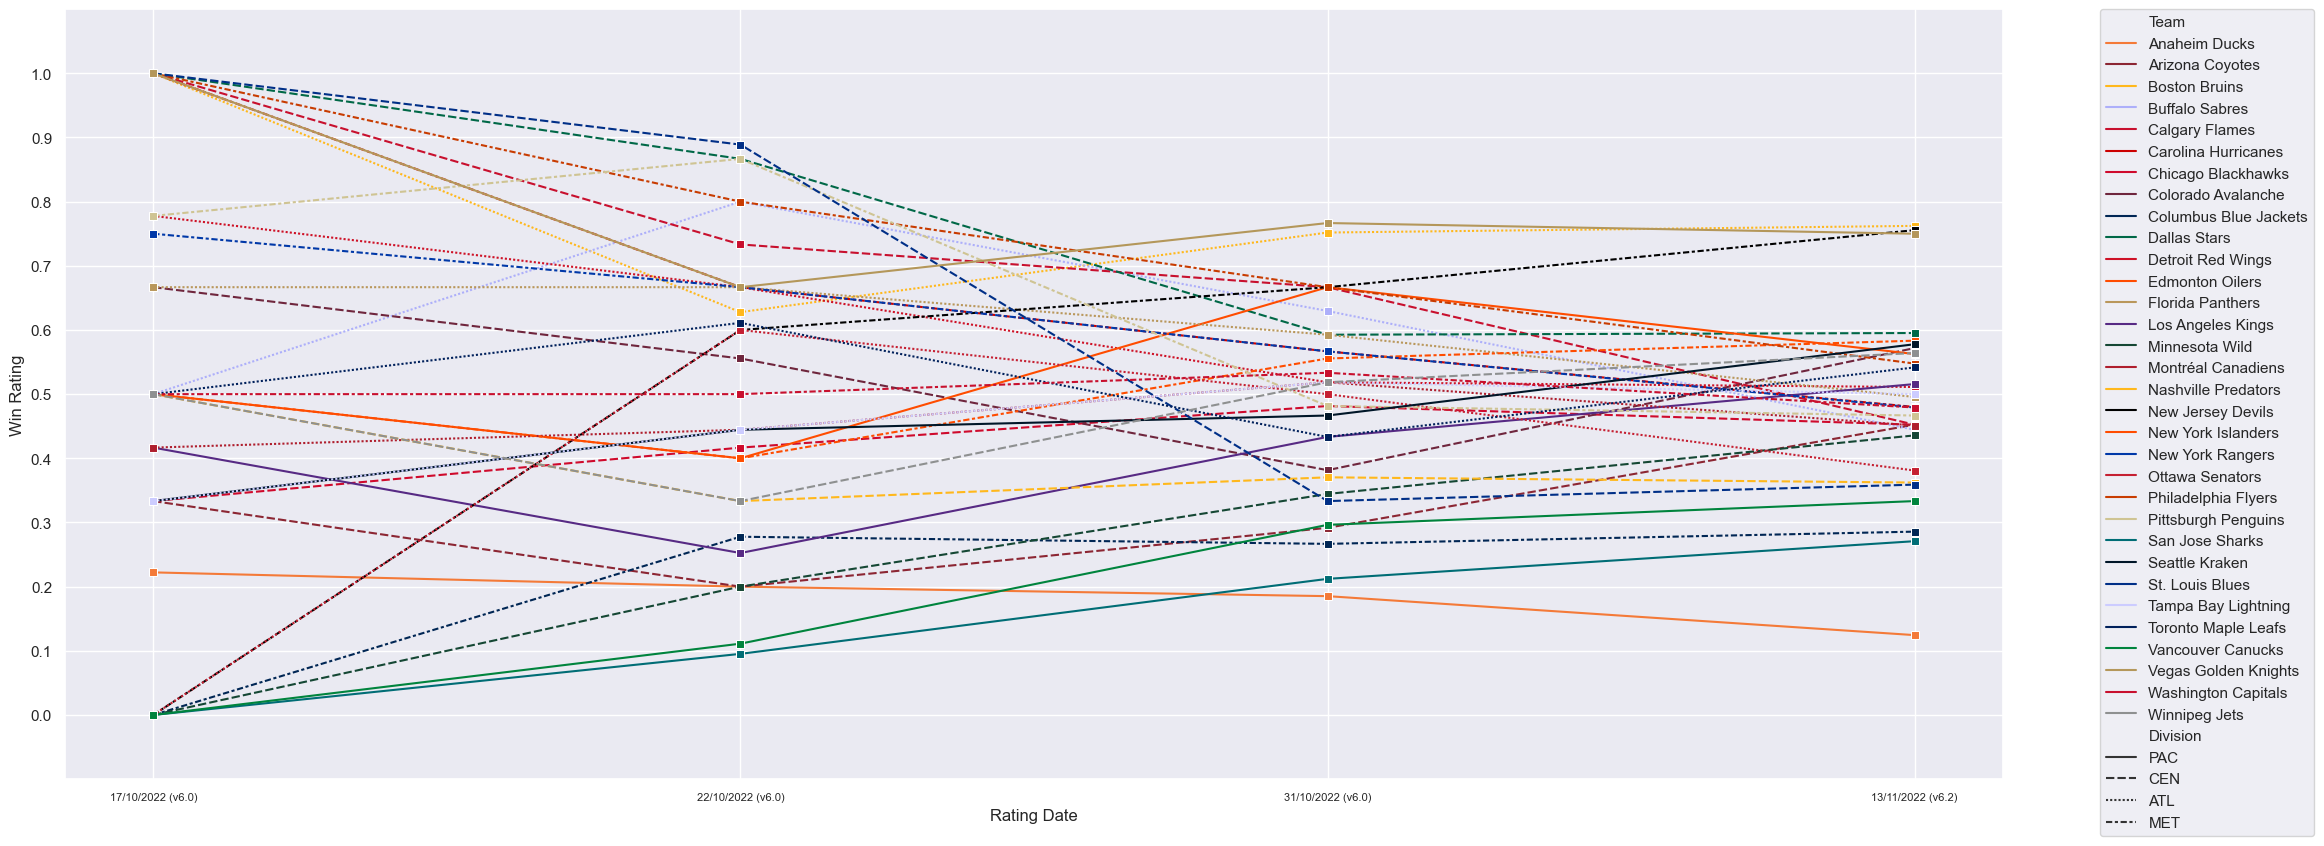 1.0
0.9
0.8
0.7
0.6
0.5
0.4
0.3
0.2
0.1
0.0
Win Rating
17/10/2022 (v6.0)
22/10/2022 (v6.0)
31/10/2022 (v6.0)
13/11/2022 (v6.2)
Rating Date
Team
Anaheim Ducks
Arizona Coyotes
Boston Bruins
Buffalo Sabres
Calgary Flames
Carolina Hurricanes
Chicago Blackhawks
Colorado Avalanche
Columbus Blue Jackets
Dallas Stars
Detroit Red Wings
Edmonton Oilers
Florida Panthers
Los Angeles Kings
Minnesota Wild
Montréal Canadiens
Nashville Predators
New Jersey Devils
New York Islanders
New York Rangers
Ottawa Senators
Philadelphia Flyers
Pittsburgh Penguins
San Jose Sharks
Seattle Kraken
St. Louis Blues
Tampa Bay Lightning
Toronto Maple Leafs
Vancouver Canucks
Vegas Golden Knights
Washington Capitals
Winnipeg Jets
Division
PAC
CEN
ATL
MET